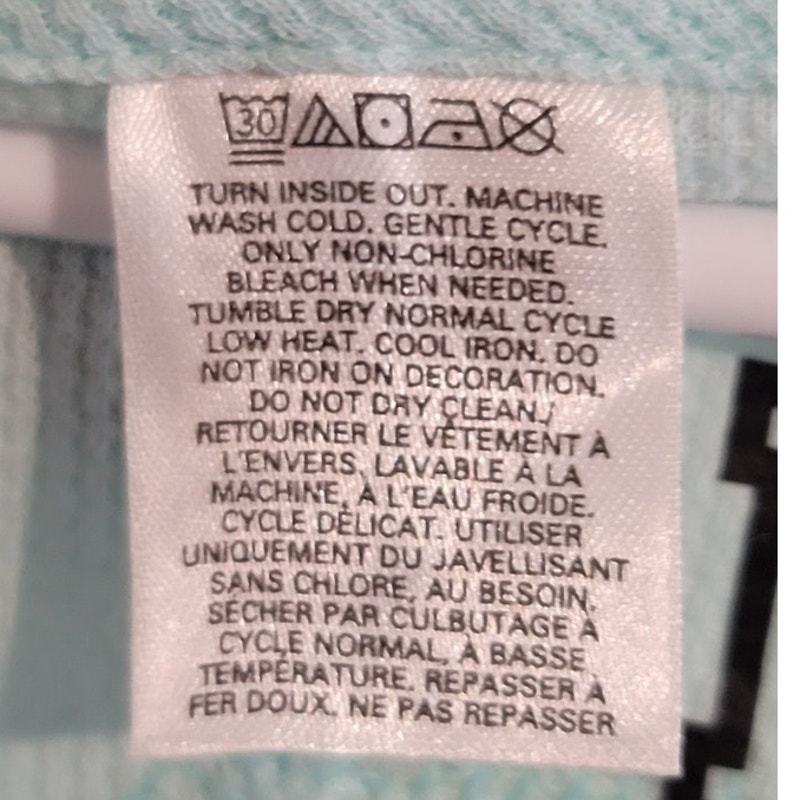 30
TURN INSIDE OUT. MACHINE
WASH COLD. GENTLE CYCLE.
ONLY NON-CHLORINE
BLEACH WHEN NEEDED.
TUMBLE DRY NORMAL CYCLE
LOW HEAT. COOL IRON. DO
NOT IRON ON DECORATION.
DO NOT DRY CLEAN./
RETOURNER LE VÊTEMENT À
L'ENVERS. LAVABLE À LA
MACHINE, À L'EAU FROIDE.
CYCLE DÉLICAT. UTILISER
UNIQUEMENT DU JAVELLISANT
SANS CHLORE, AU BESOIN.
SÉCHER PAR CULBUTAGE À
CYCLE NORMAL, À BASSE
TEMPÉRATURE. REPASSER À
FER DOUX. NE PAS REPASSER